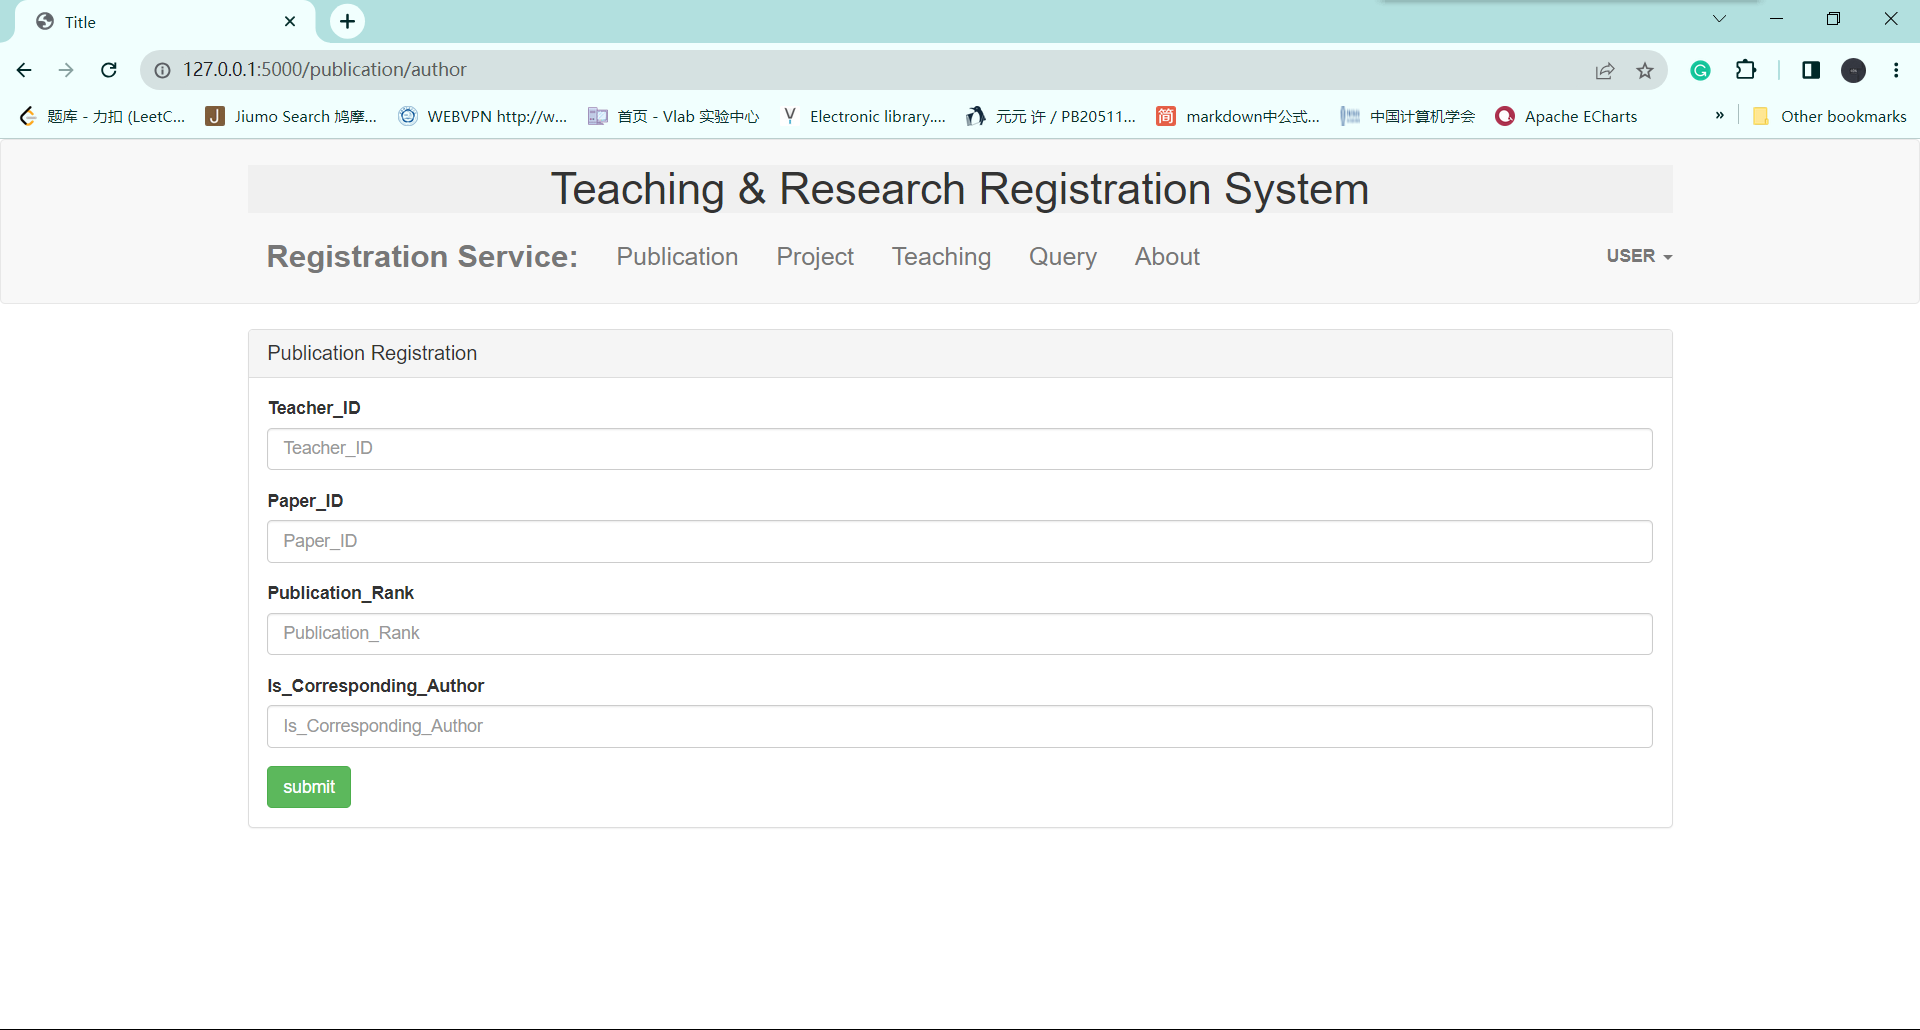 Title
127.0.0.1:5000/publication/author
题库 - 力扣 (LeetC... Jiumo Search 鸠摩... WEBVPN http://w... 首页 - Vlab 实验中心 Electronic library.... 元元 许 / PB20511... markdown中公式... 中国计算机学会 Apache ECharts » Other bookmarks
Teaching & Research Registration System
Registration Service: Publication Project Teaching Query About USER
Publication Registration
Teacher_ID
Teacher_ID
Paper_ID
Paper_ID
Publication_Rank
Publication_Rank
Is_Corresponding_Author
Is_Corresponding_Author
submit